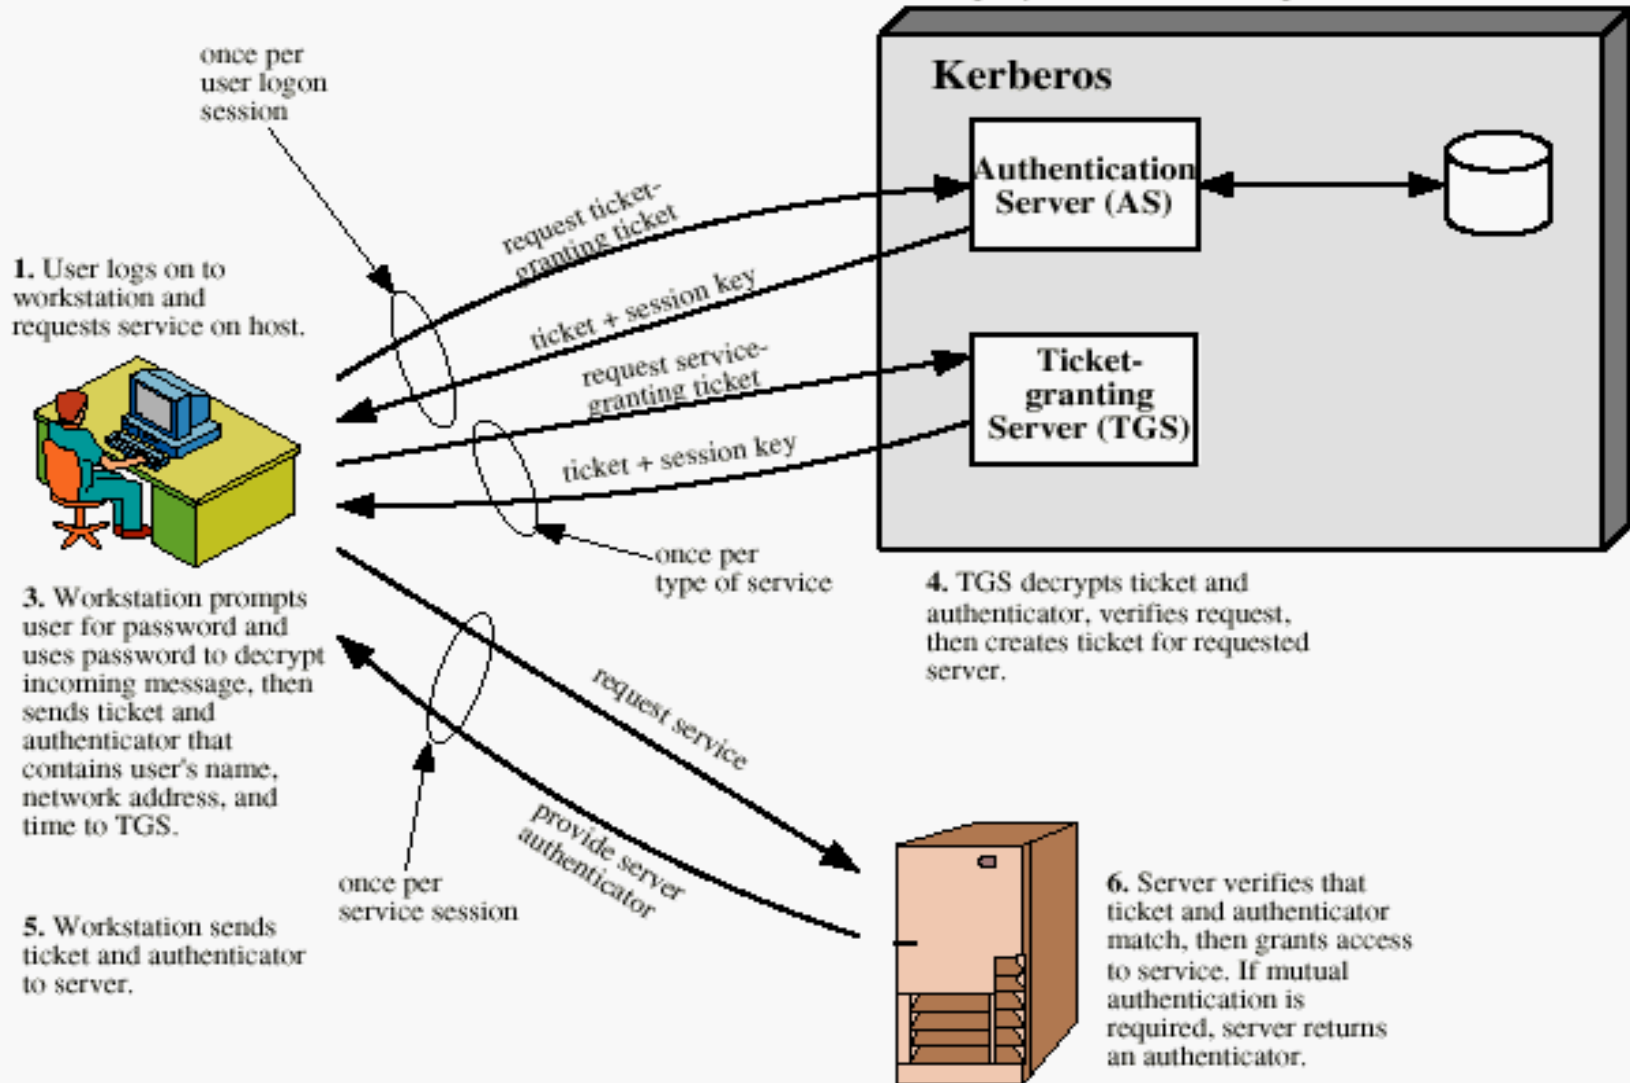 once per
user logon
session
Kerberos
Authentication
Server (AS)
request ticket-
granting ticket
1. User logs on to
workstation and
requests service on host.
ticket + session key
request service-
granting ticket
Ticket-
granting
Server (TGS)
ticket + session key
once per
type of service
3. Workstation prompts
user for password and
uses password to decrypt
incoming message, then
sends ticket and
authenticator that
contains user's name,
network address, and
time to TGS.
4. TGS decrypts ticket and
authenticator, verifies request,
then creates ticket for requested
server.
request service
provide server
authenticator
once per
service session
5. Workstation sends
ticket and authenticator
to server.
6. Server verifies that
ticket and authenticator
match, then grants access
to service. If mutual
authentication is
required, server returns
an authenticator.